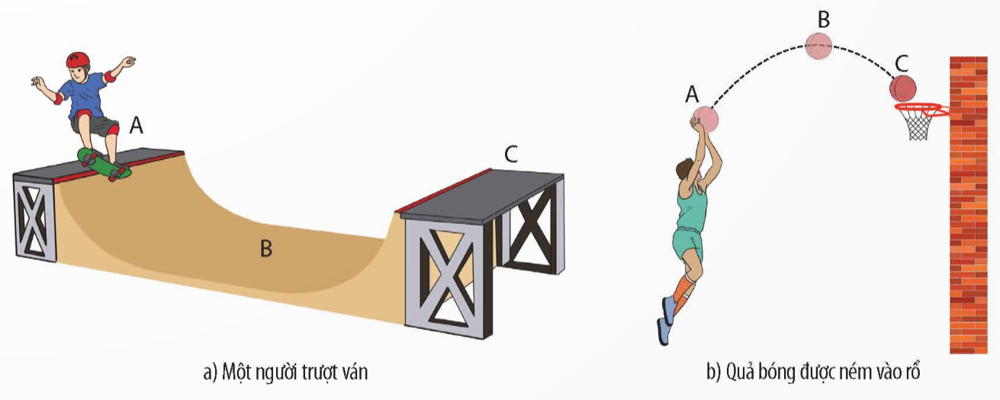 A
B
C
a) Một người trượt ván
A
B
C
b) Quả bóng được ném vào rổ